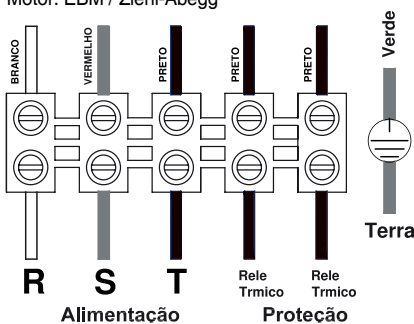 Motor: EBM / Ziehl-Abegg
BRANCO
VERMELHO
PRETO
PRETO
PRETO
Verde
R
S
T
Rele
Trmico
Rele
Trmico
Terra
Alimentação
Proteção